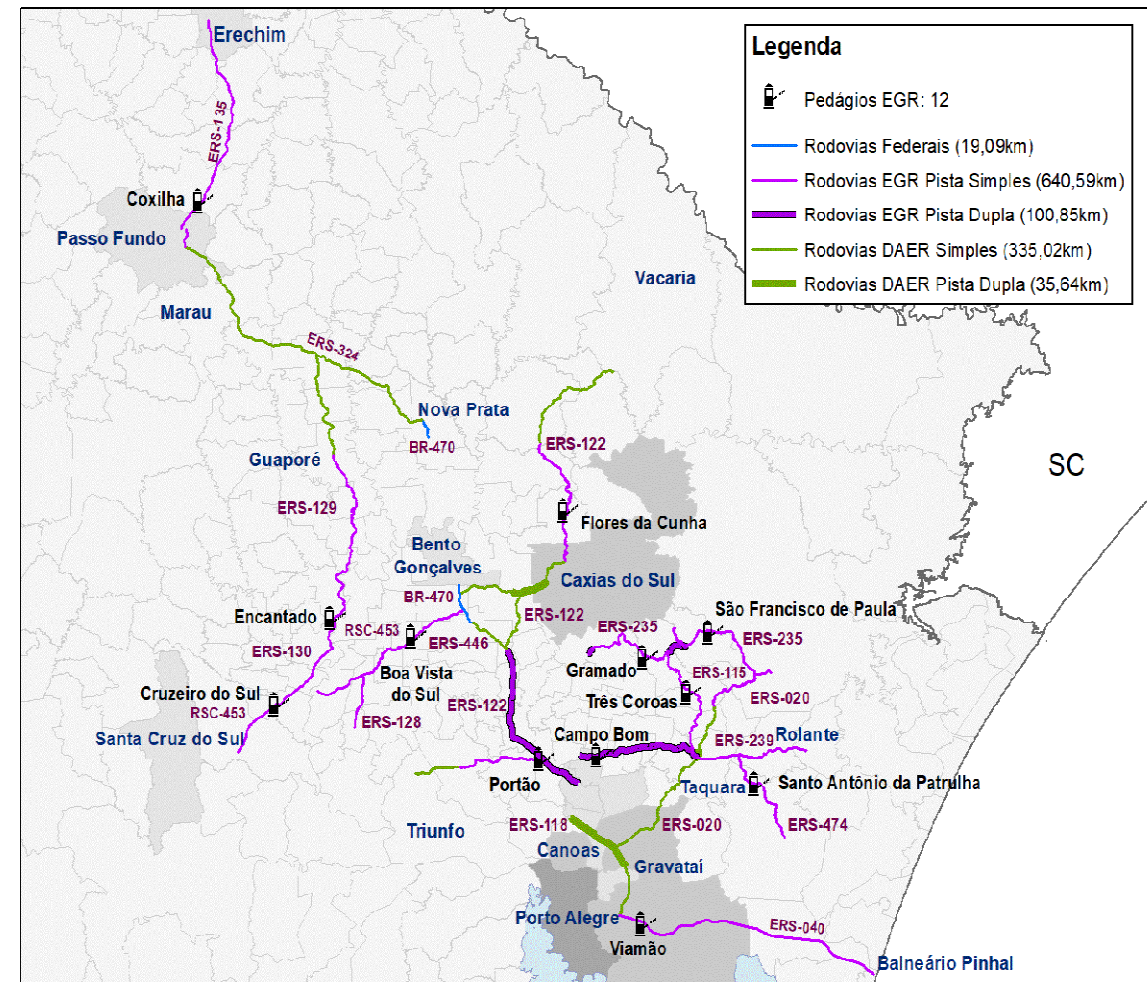 Erechim
Legenda
Pedágios EGR: 12
Rodovias Federais (19,09km)
Rodovias EGR Pista Simples (640,59km)
Rodovias EGR Pista Dupla (100,85km)
Rodovias DAER Simples (335,02km)
Rodovias DAER Pista Dupla (35,64km)
ERS-135
Coxilha
Passo Fundo
Vacaria
Marau
ERS-324
Nova Prata
BR-470
ERS-122
Guaporé
SC
ERS-129
Flores da Cunha
Bento
Gonçalves
Caxias do Sul
BR-470
ERS-122
Encantado
RSC-453
ERS-446
ERS-130
São Francisco de Paula
ERS-235
ERS-235
Gramado
ERS-115
Boa Vista
do Sul
Cruzeiro do Sul
RSC-453
ERS-122
Três Coroas
ERS-020
ERS-128
Santa Cruz do Sul
Campo Bom
ERS-239
Rolante
Portão
Taquara
Santo Antônio da Patrulha
Triunfo
ERS-118
ERS-020
ERS-474
Canoas
Gravataí
Porto Alegre
Viamão
ERS-040
Balneário Pinhal